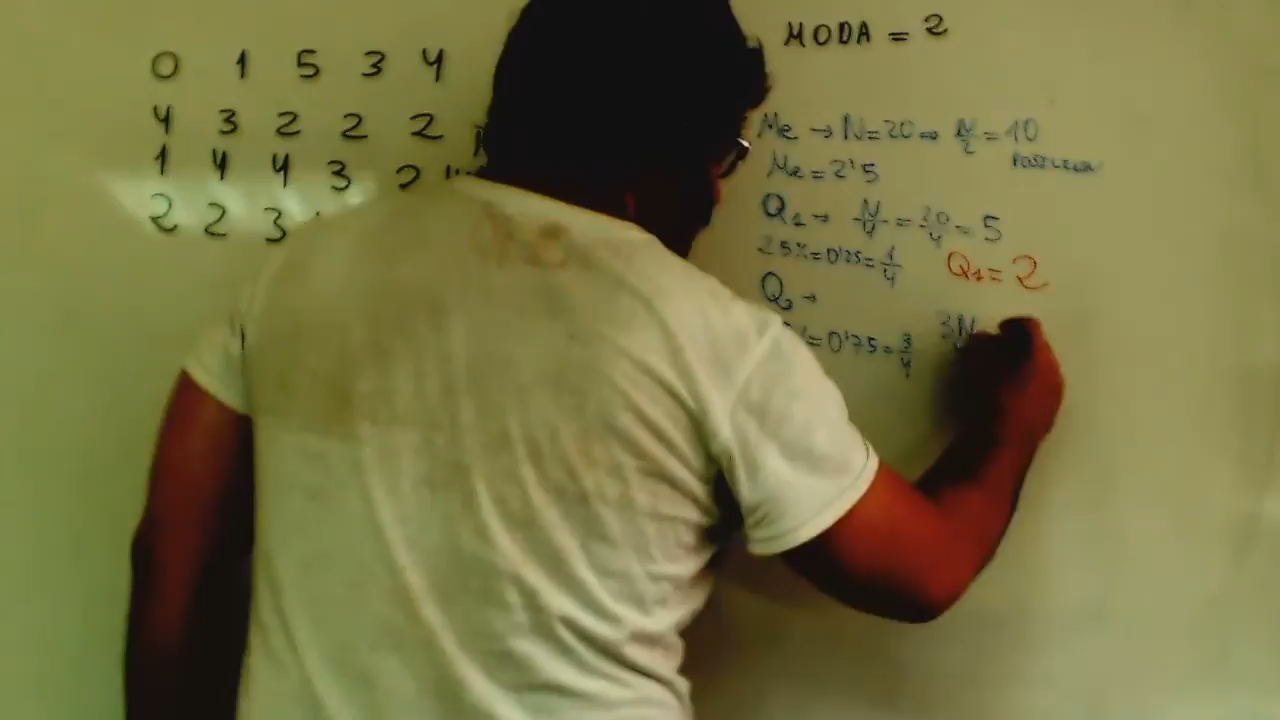 0 1 5 3 4
4 3 2 2 2
1 4 4 3 2
2 2 3
MODA = 2
Me → N=20 ⇒ N/2 = 10
Me = 2'5
Q1 → N/4 = 20/4 = 5
25%=0'25=1/4 Q1 = 2
Q3 →
=0'75=3/4 3N